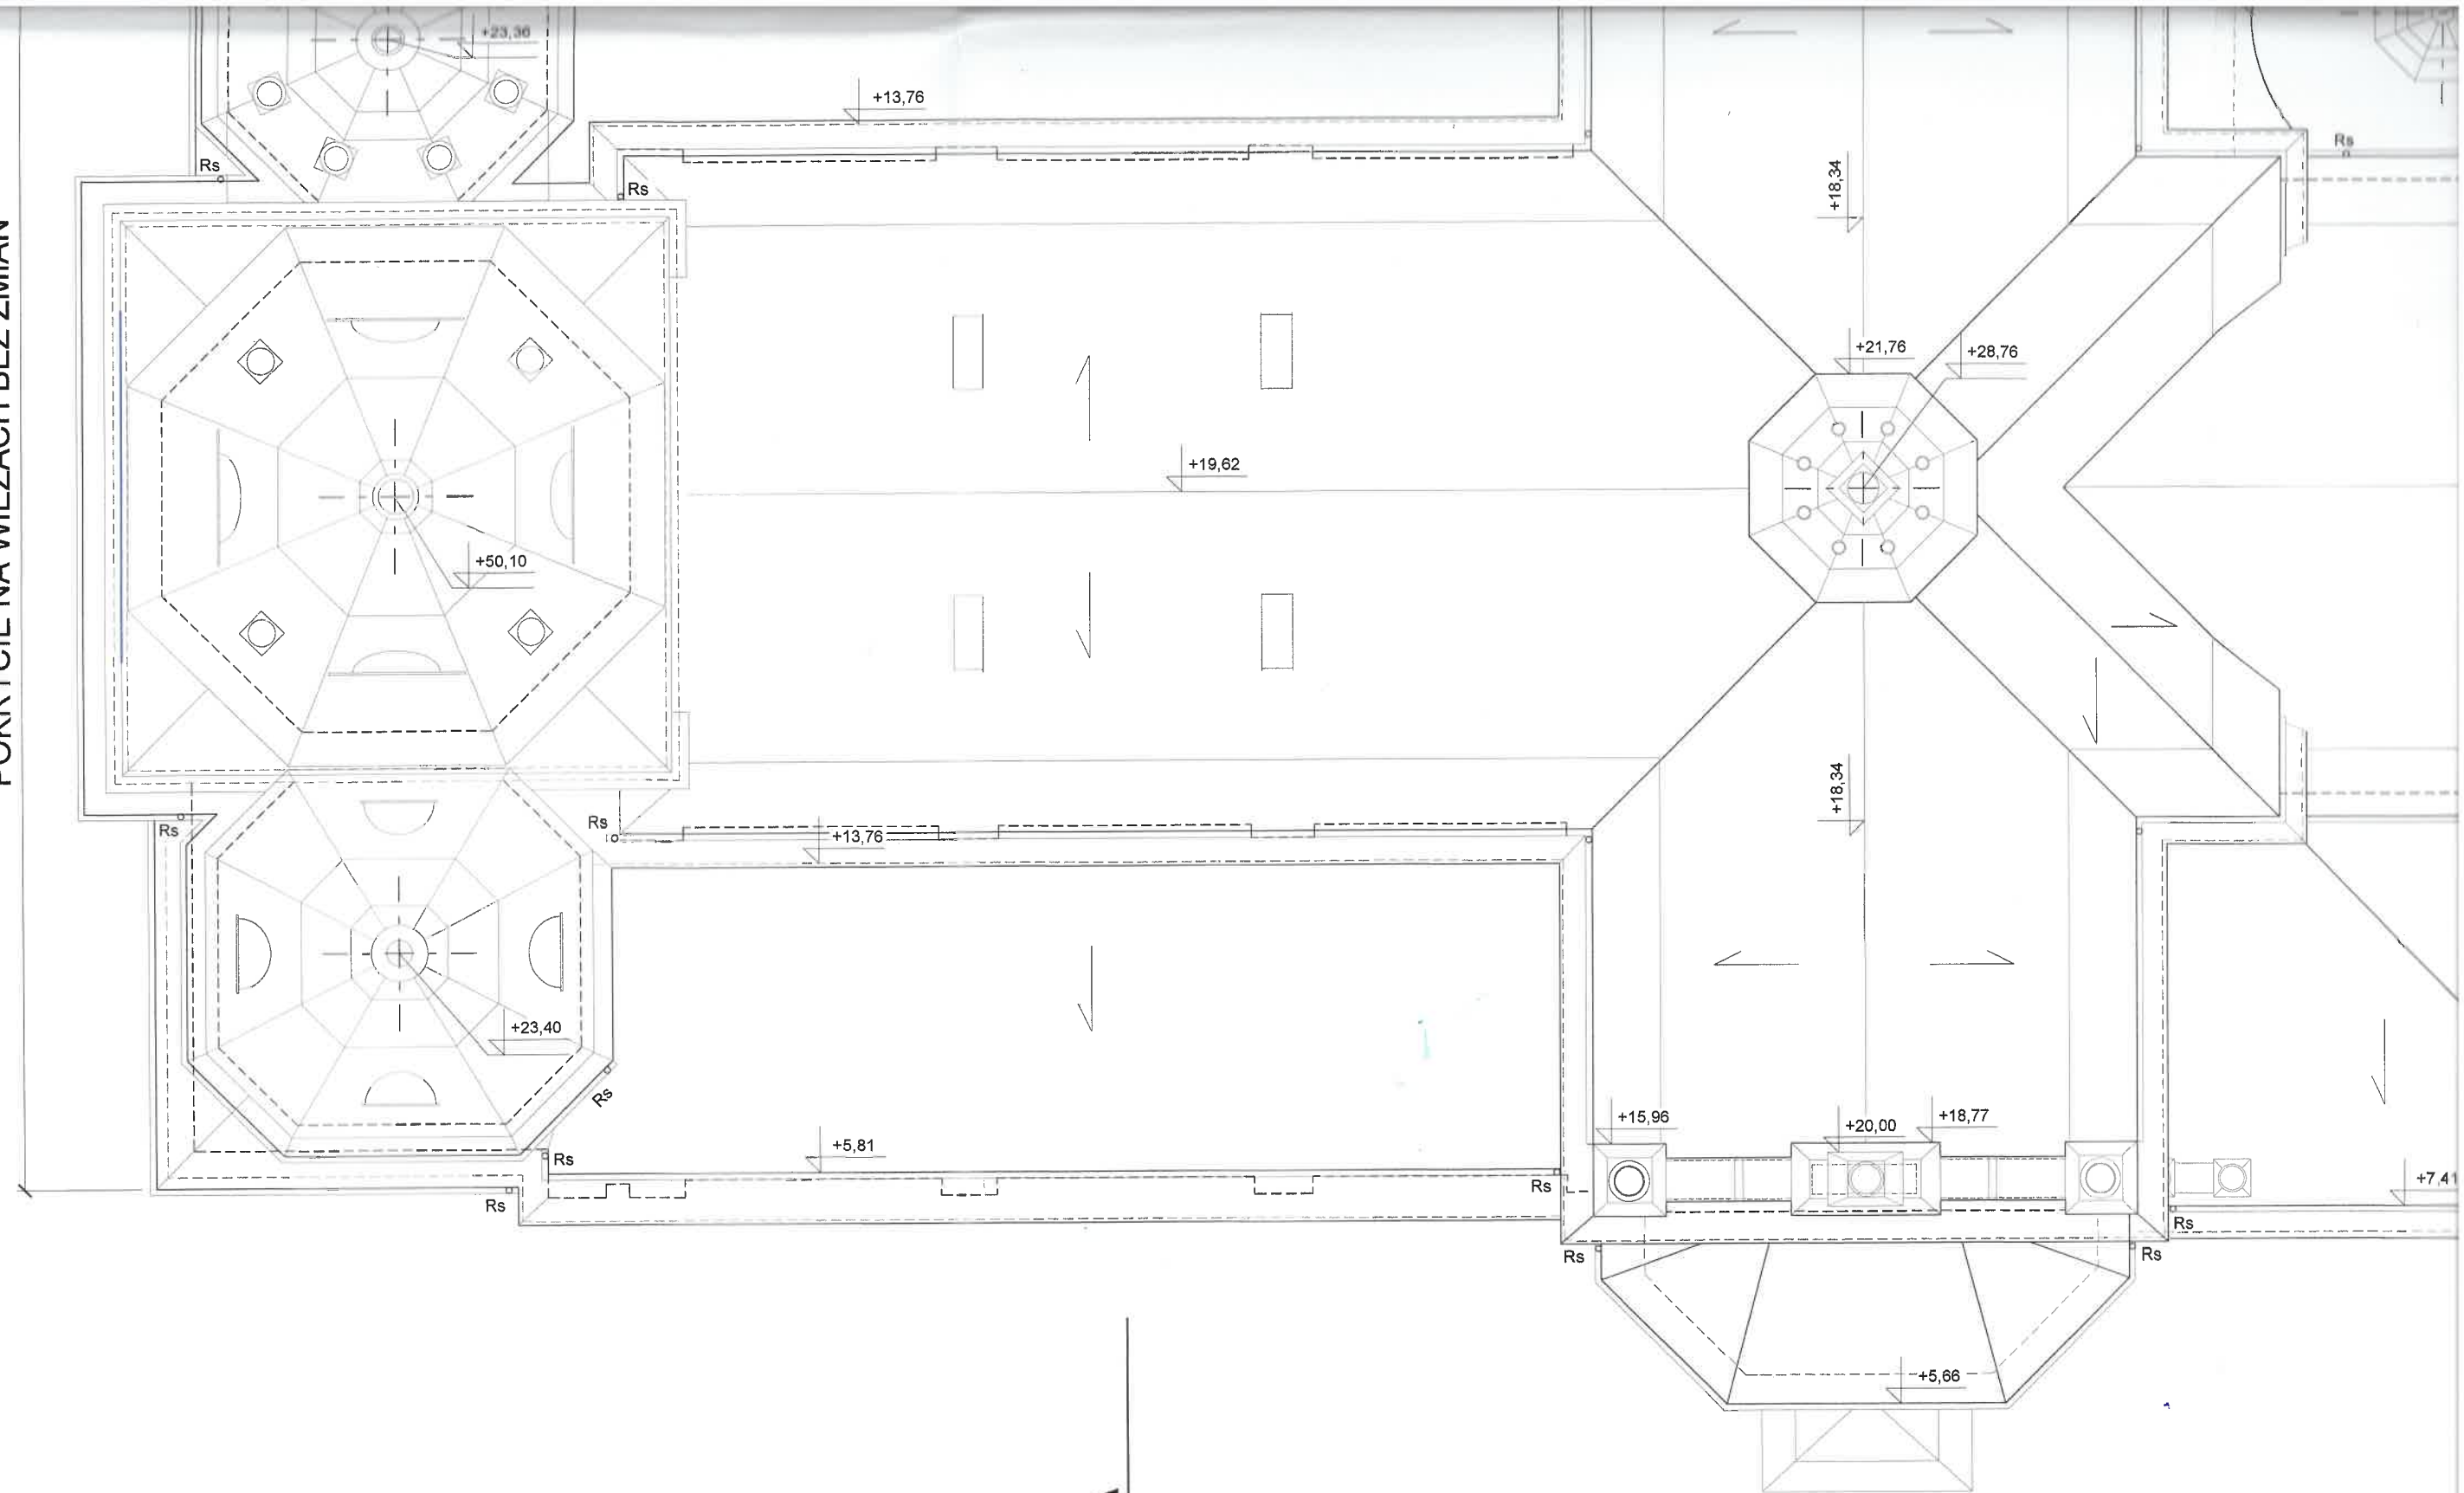 +23,36
+13,76
Rs
Rs
Rs
+18,34
+21,76
+28,76
+19,62
+50,10
POKRYCIE NA WIEŻACH BEZ ZMIAN
Rs
Rs
+13,76
+18,34
+23,40
Rs
+15,96
+20,00
+18,77
+5,81
Rs
Rs
Rs
+7,41
Rs
Rs
Rs
+5,66